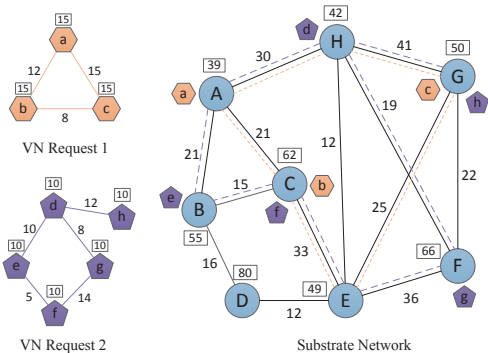 15
a
12
15
15
b
15
c
8
VN Request 1
10
d
12
10
h
10
8
10
e
10
g
10
5
14
f
VN Request 2
42
d
H
30
41
50
39
G
a
A
c
h
19
21
62
12
21
15
C
b
22
e
B
f
25
55
33
66
16
80
49
F
D
E
g
36
12
Substrate Network